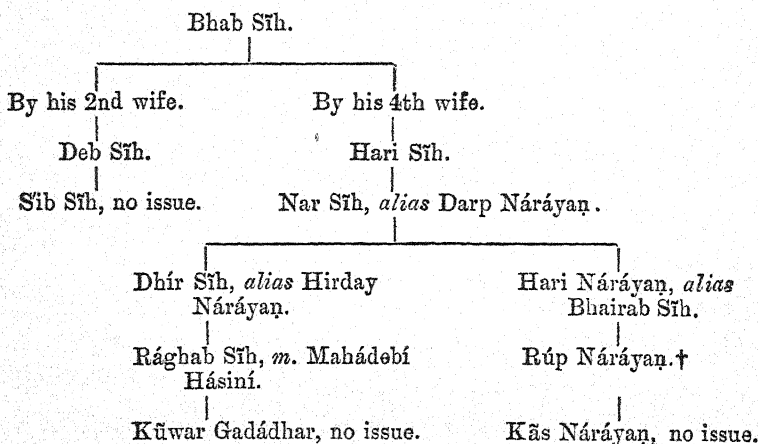 Bhab Sĩh.
By his 2nd wife. By his 4th wife.
Deb Sĩh. Hari Sĩh.
S'ib Sĩh, no issue. Nar Sĩh, alias Darp Náráyaṇ.
Dhír Sĩh, alias Hirday Hari Náráyaṇ, alias
Náráyaṇ. Bhairab Sĩh.
Rághab Sĩh, m. Mahádebí Rúp Náráyaṇ.†
Hásiní.
Kũwar Gadádhar, no issue. Kãs Náráyaṇ, no issue.